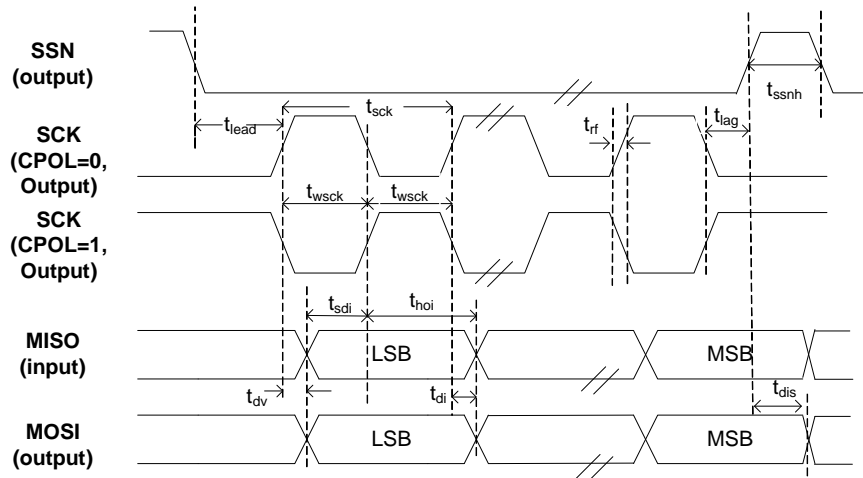 SSN
(output)
t_ssnh
t_sck
t_lead
t_rf
t_lag
SCK
(CPOL=0,
Output)
t_wsck
t_wsck
SCK
(CPOL=1,
Output)
t_sdi
t_hoi
MISO
(input)
LSB
MSB
t_dv
t_di
t_dis
MOSI
(output)
LSB
MSB